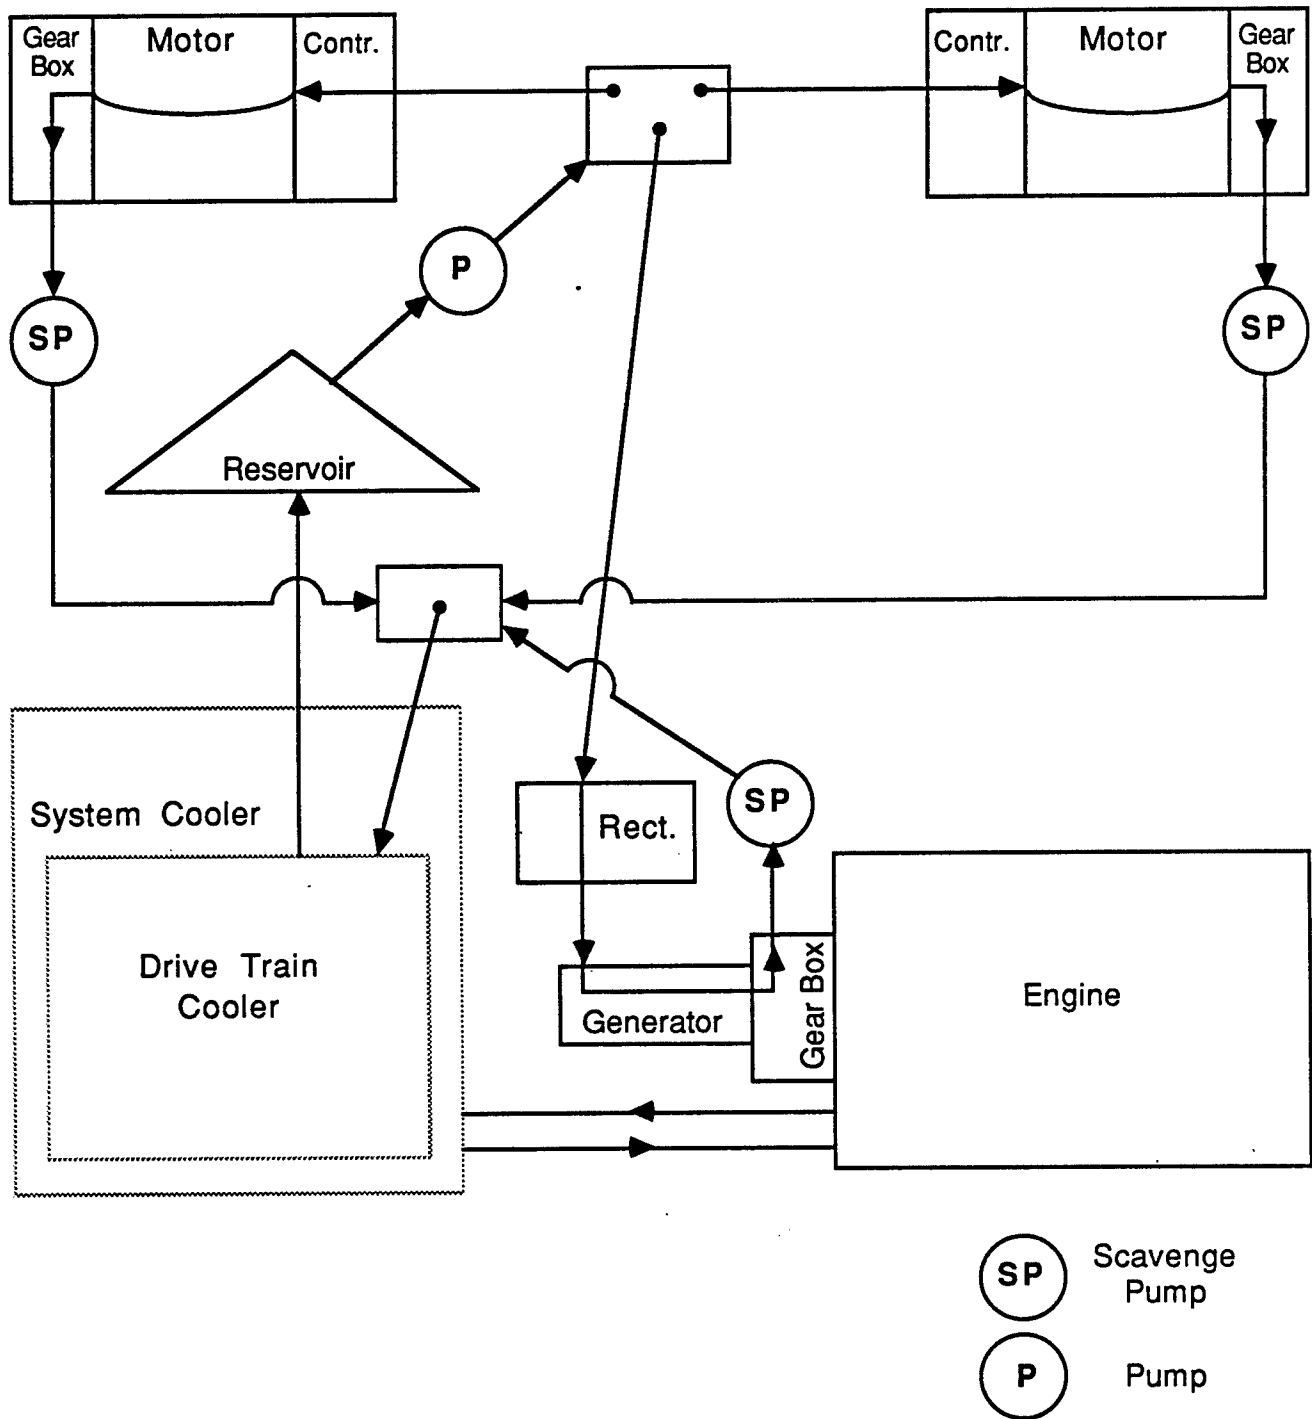 Gear
Box
Motor
Contr.
Contr.
Motor
Gear
Box
P
SP
SP
Reservoir
System Cooler
Rect.
SP
Drive Train
Cooler
Generator
Gear Box
Engine
SP
Scavenge
Pump
P
Pump